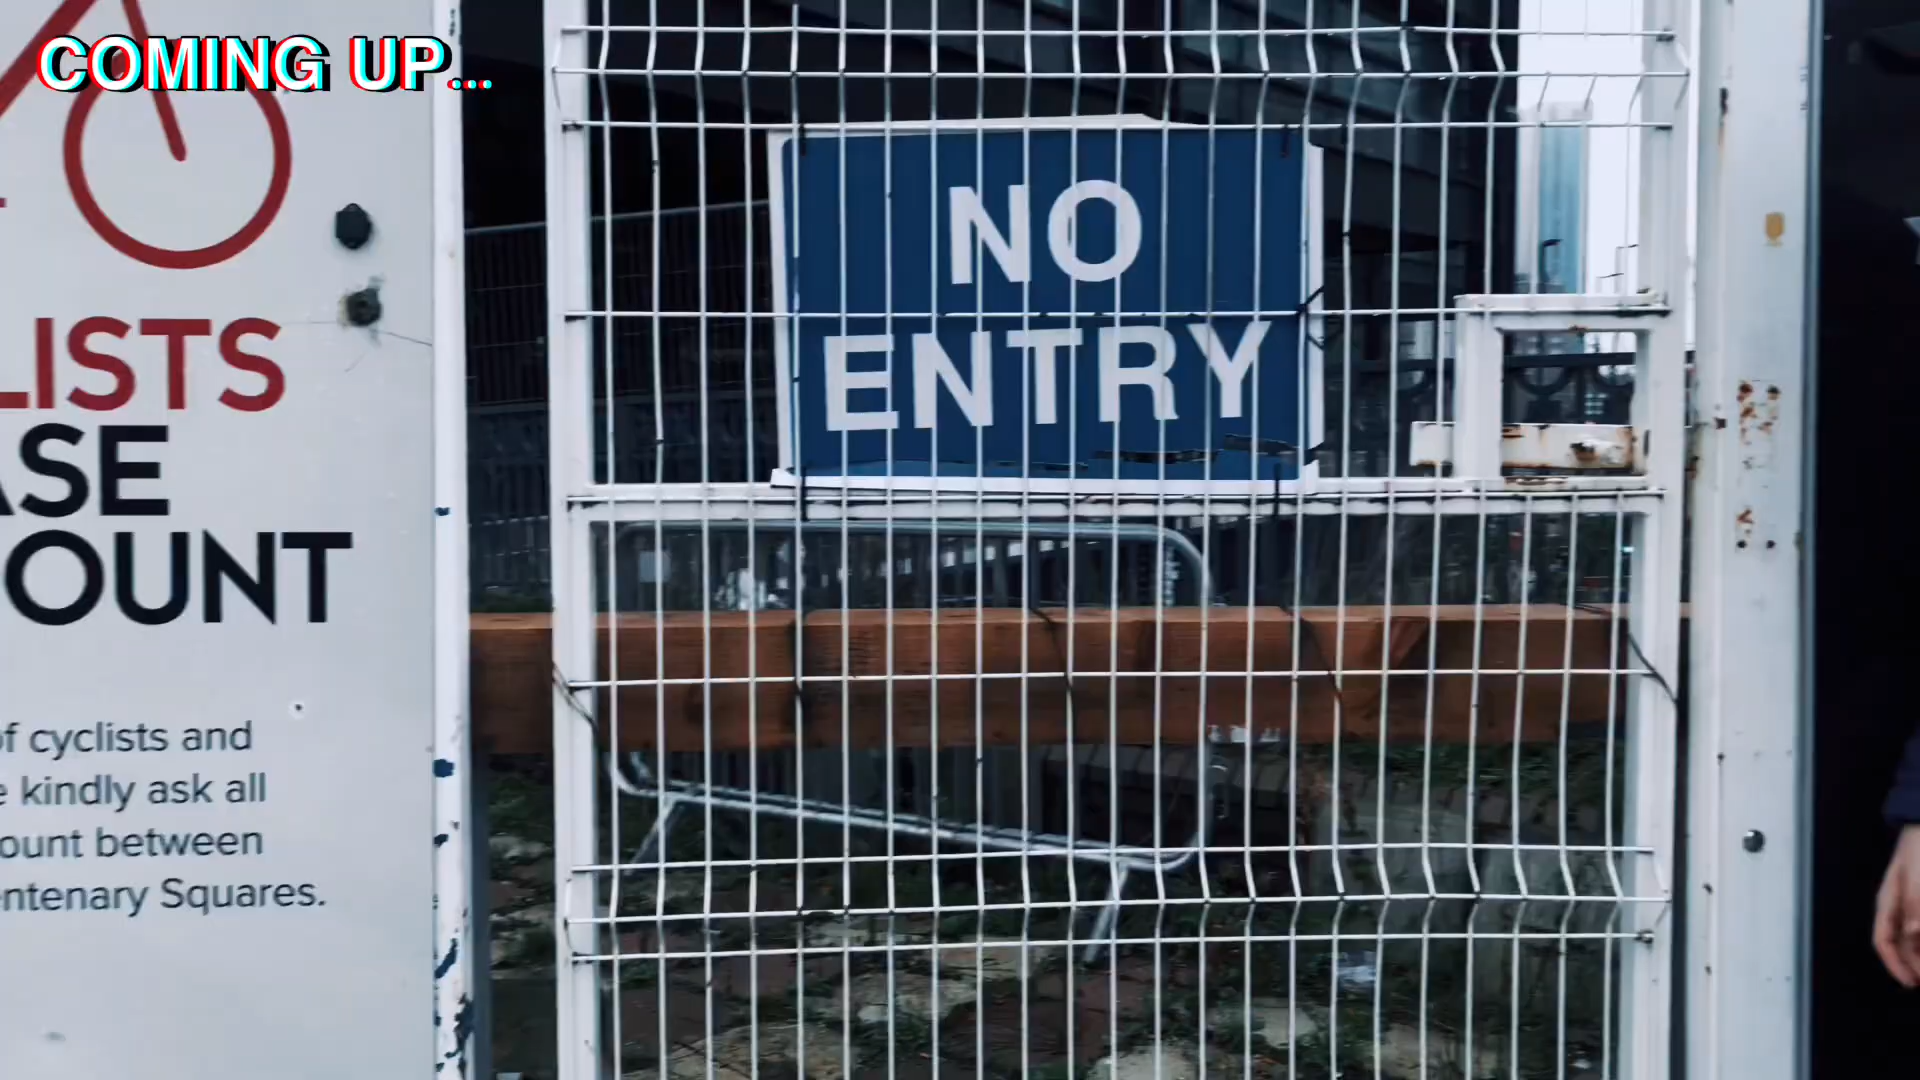 COMING UP...
LISTS
ASE
OUNT
of cyclists and
e kindly ask all
ount between
entenary Squares.
NO
ENTRY